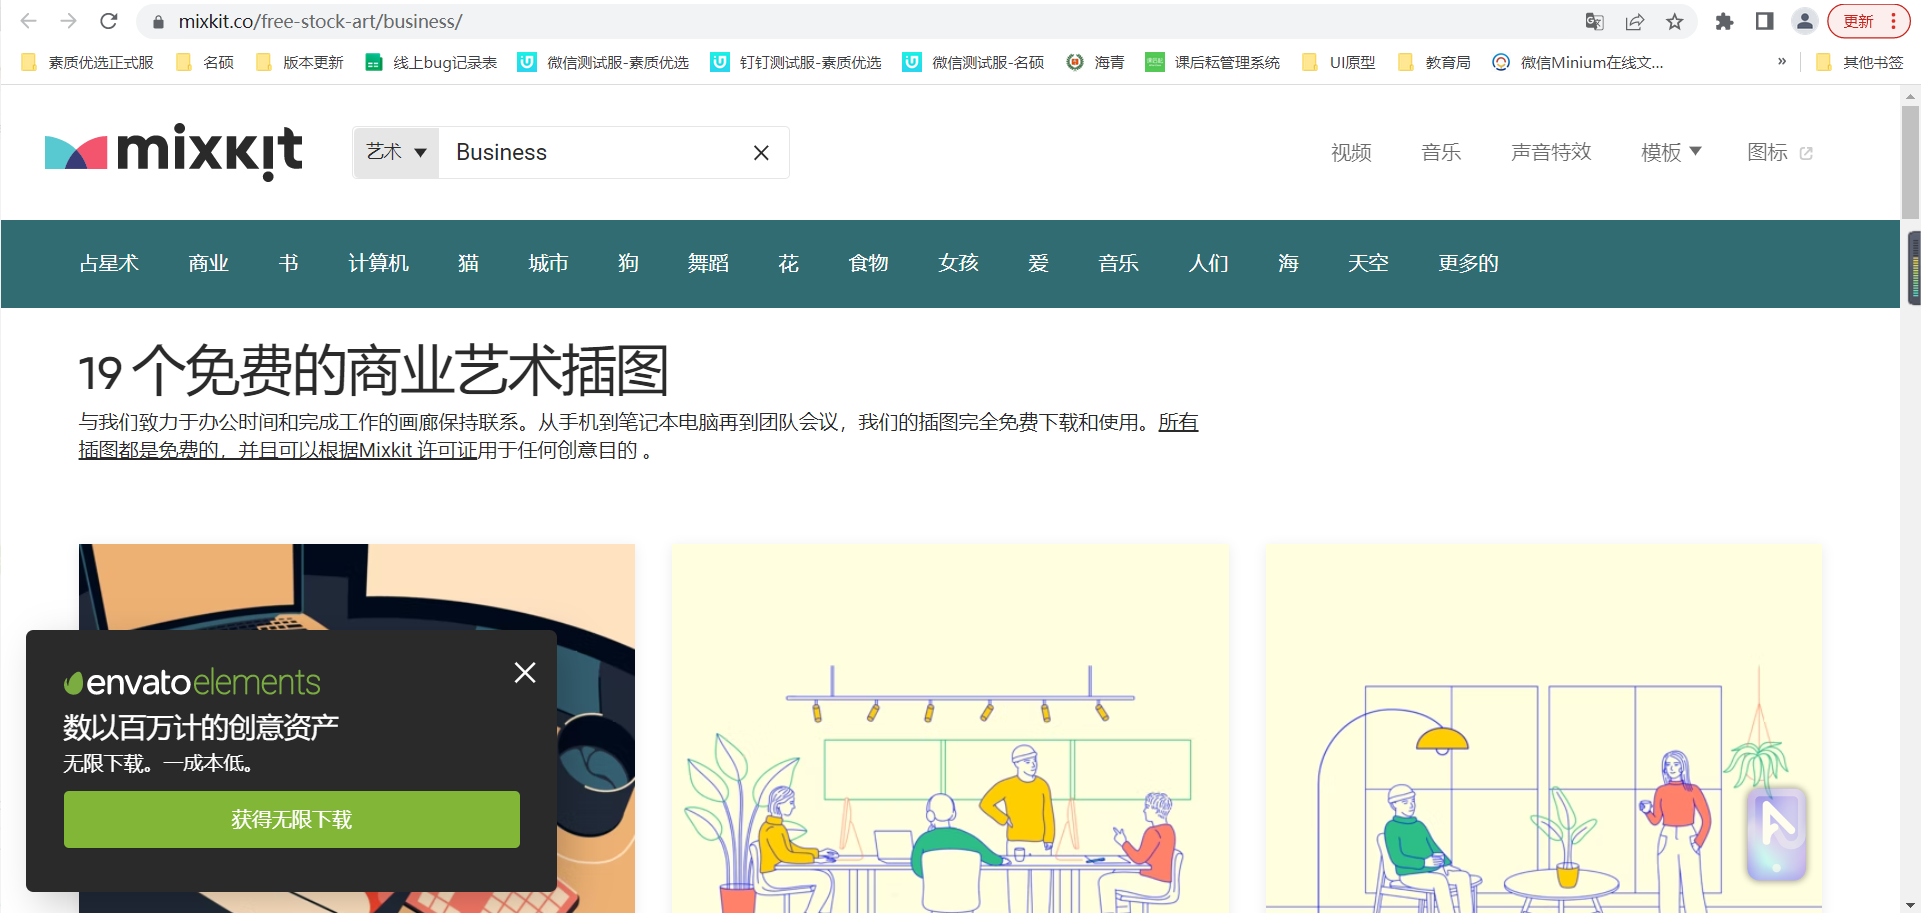 mixkit.co/free-stock-art/business/
更新
素质优选正式服 名硕 版本更新 线上bug记录表 微信测试服-素质优选 钉钉测试服-素质优选 微信测试服-名硕 海青 课后耘管理系统 UI原型 教育局 微信Minium在线文... » 其他书签
mixkit 艺术 Business 视频 音乐 声音特效 模板 图标
占星术 商业 书 计算机 猫 城市 狗 舞蹈 花 食物 女孩 爱 音乐 人们 海 天空 更多的
19 个免费的商业艺术插图
与我们致力于办公时间和完成工作的画廊保持联系。从手机到笔记本电脑再到团队会议，我们的插图完全免费下载和使用。所有
插图都是免费的，并且可以根据Mixkit 许可证用于任何创意目的 。
envato elements
数以百万计的创意资产
无限下载。一成本低。
获得无限下载